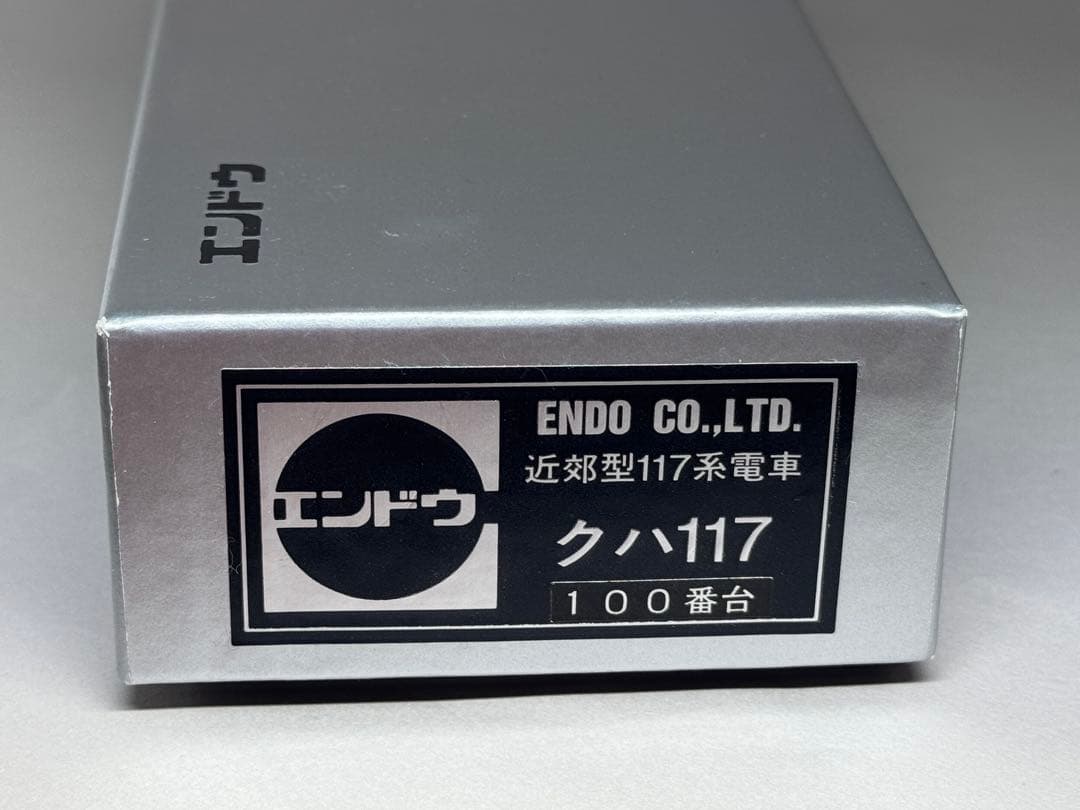 エンドウ
エンドウ
ENDO CO.,LTD.
近郊型117系電車
クハ117
100番台